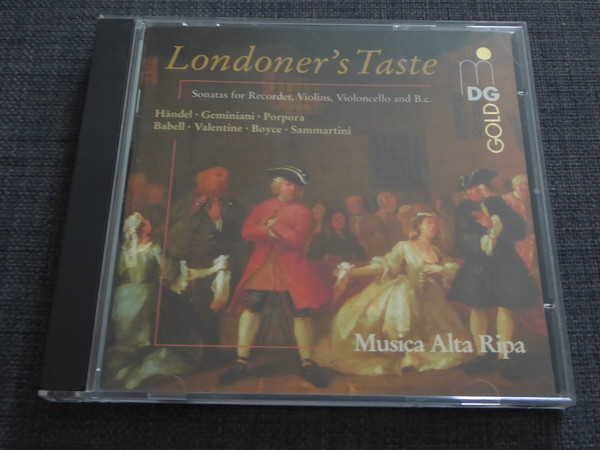 Londoner's Taste
Sonatas for Recorder, Violins, Violoncello and B.c.
Händel · Geminiani · Porpora
Babell · Valentine · Boyce · Sammartini
mDG
GOLD
Musica Alta Ripa